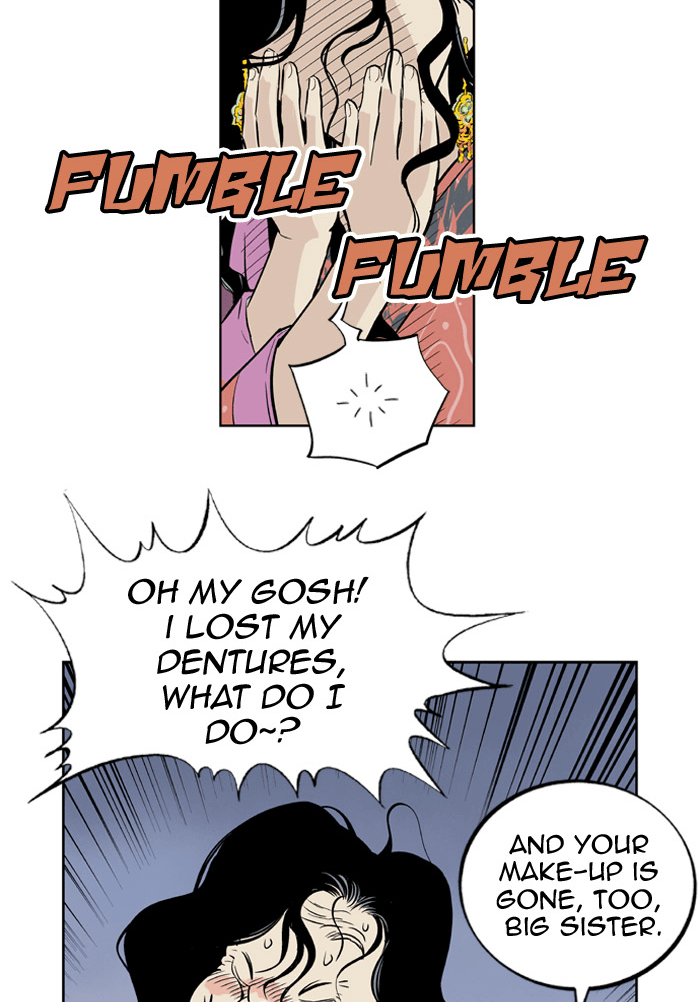 FUMBLE
FUMBLE
OH MY GOSH!
I LOST MY
DENTURES,
WHAT DO I
DO~?
AND YOUR
MAKE-UP IS
GONE, TOO,
BIG SISTER.